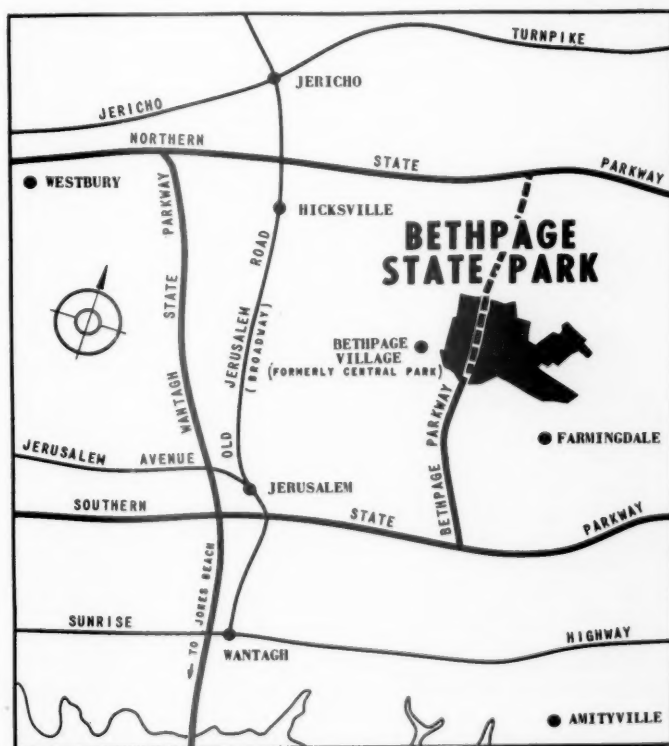 TURNPIKE
JERICHO
JERICHO
NORTHERN
STATE
PARKWAY
WESTBURY
PARKWAY
STATE
WANTAGH
HICKSVILLE
BETHPAGE
STATE PARK
OLD
JERUSALEM
ROAD
(BROADWAY)
BETHPAGE
VILLAGE
(FORMERLY CENTRAL PARK)
BETHPAGE PARKWAY
FARMINGDALE
JERUSALEM
AVENUE
JERUSALEM
SOUTHERN
STATE
PARKWAY
← TO JONES BEACH
SUNRISE
HIGHWAY
WANTAGH
AMITYVILLE